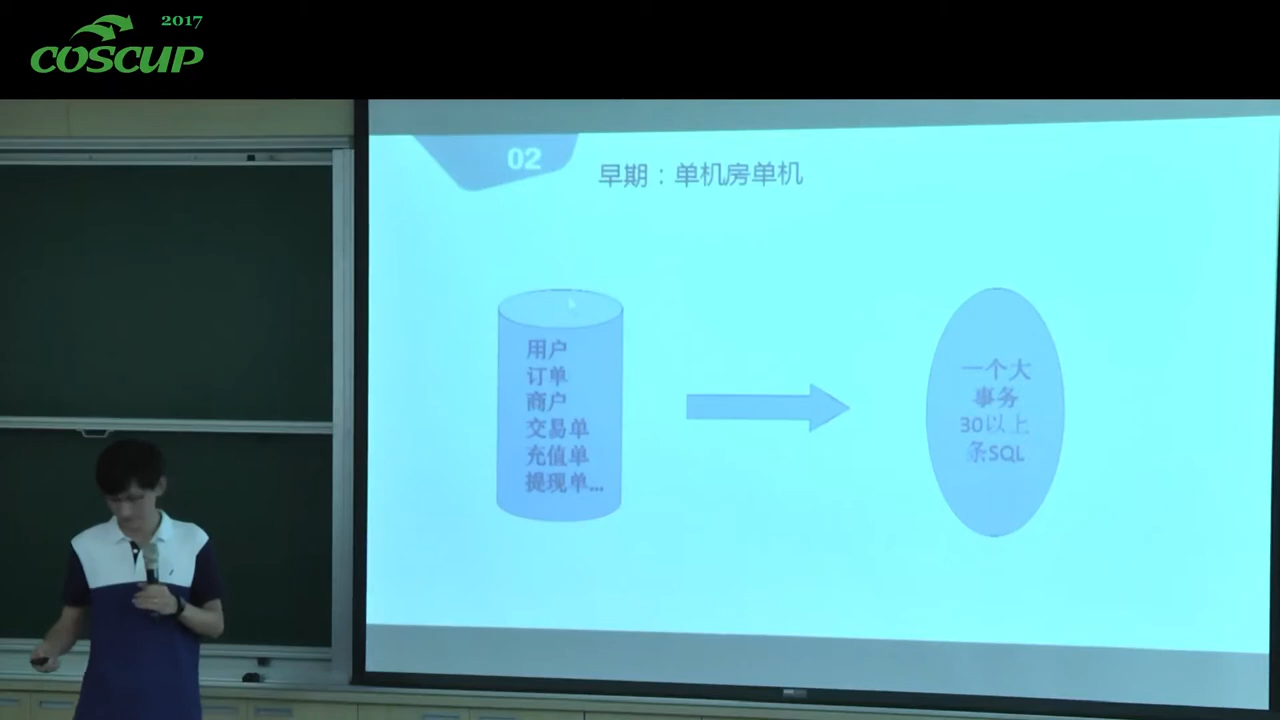 2017
COSCUP
02
早期：单机房单机
用户
订单
商户
交易单
充值单
提现单...
一个大
事务
30以上
条SQL